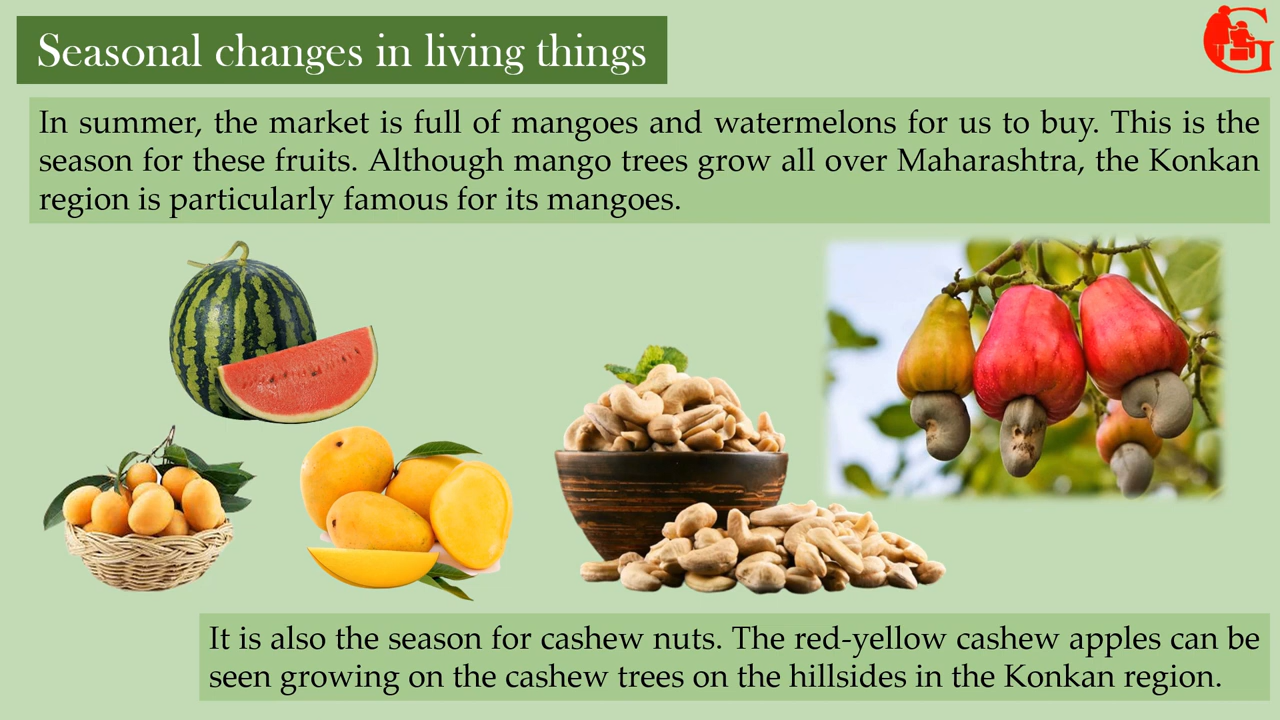 Seasonal changes in living things
In summer, the market is full of mangoes and watermelons for us to buy. This is the
season for these fruits. Although mango trees grow all over Maharashtra, the Konkan
region is particularly famous for its mangoes.
It is also the season for cashew nuts. The red-yellow cashew apples can be
seen growing on the cashew trees on the hillsides in the Konkan region.